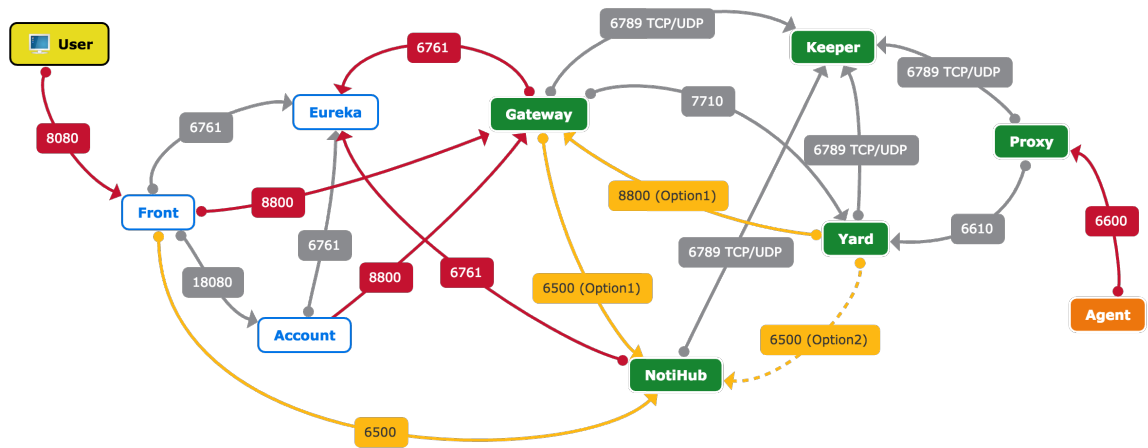 User
6789 TCP/UDP
Keeper
6761
6789 TCP/UDP
Eureka
Gateway
7710
6761
8080
Proxy
6789 TCP/UDP
8800
8800 (Option1)
Front
6600
6610
Yard
6761
6789 TCP/UDP
8800
6761
18080
6500 (Option1)
Agent
Account
6500 (Option2)
NotiHub
6500